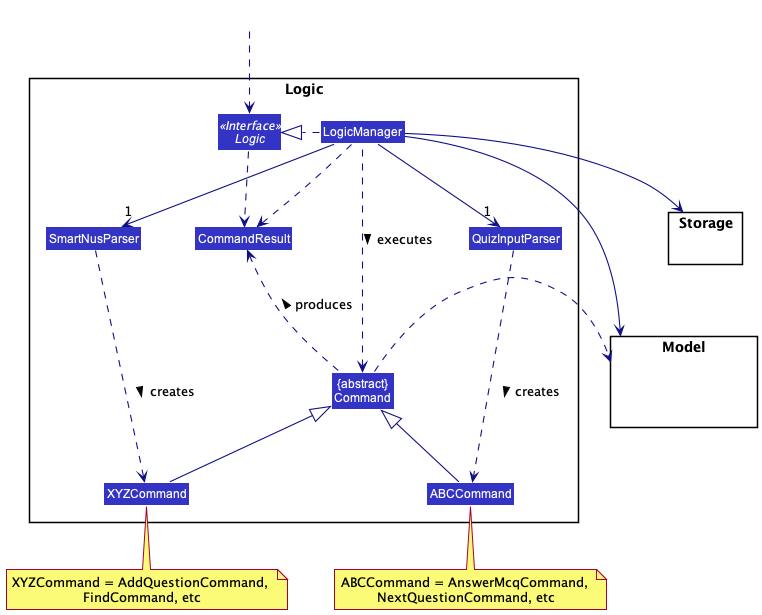 Logic
«Interface»
Logic
LogicManager
1
1
Storage
SmartNusParser
CommandResult
executes
QuizInputParser
produces
Model
{abstract}
Command
creates
creates
XYZCommand
ABCCommand
XYZCommand = AddQuestionCommand,
FindCommand, etc
ABCCommand = AnswerMcqCommand,
NextQuestionCommand, etc